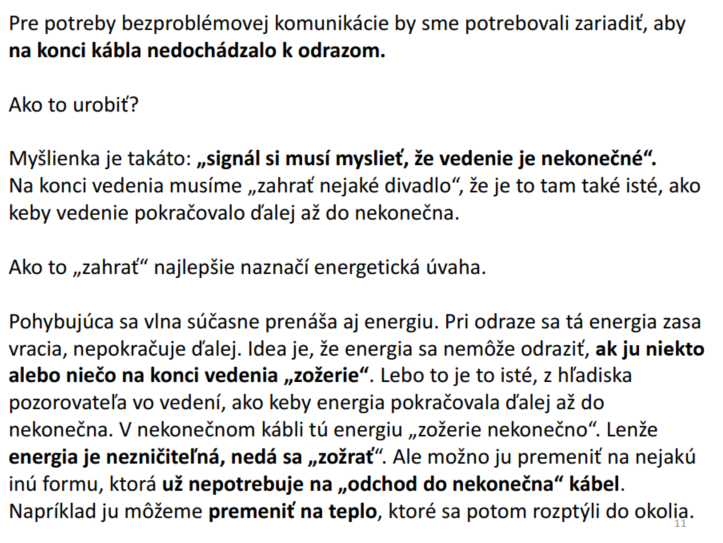 Pre potreby bezproblémovej komunikácie by sme potrebovali zariadiť, aby
na konci kábla nedochádzalo k odrazom.
Ako to urobiť?
Myšlienka je takáto: „signál si musí myslieť, že vedenie je nekonečné“.
Na konci vedenia musíme „zahrať nejaké divadlo“, že je to tam také isté, ako
keby vedenie pokračovalo ďalej až do nekonečna.
Ako to „zahrať“ najlepšie naznačí energetická úvaha.
Pohybujúca sa vlna súčasne prenáša aj energiu. Pri odraze sa tá energia zasa
vracia, nepokračuje ďalej. Idea je, že energia sa nemôže odraziť, ak ju niekto
alebo niečo na konci vedenia „zožerie“. Lebo to je to isté, z hľadiska
pozorovateľa vo vedení, ako keby energia pokračovala ďalej až do
nekonečna. V nekonečnom kábli tú energiu „zožerie nekonečno“. Lenže
energia je nezničiteľná, nedá sa „zožrať“. Ale možno ju premeniť na nejakú
inú formu, ktorá už nepotrebuje na „odchod do nekonečna“ kábel.
Napríklad ju môžeme premeniť na teplo, ktoré sa potom rozptýli do okolia.
11